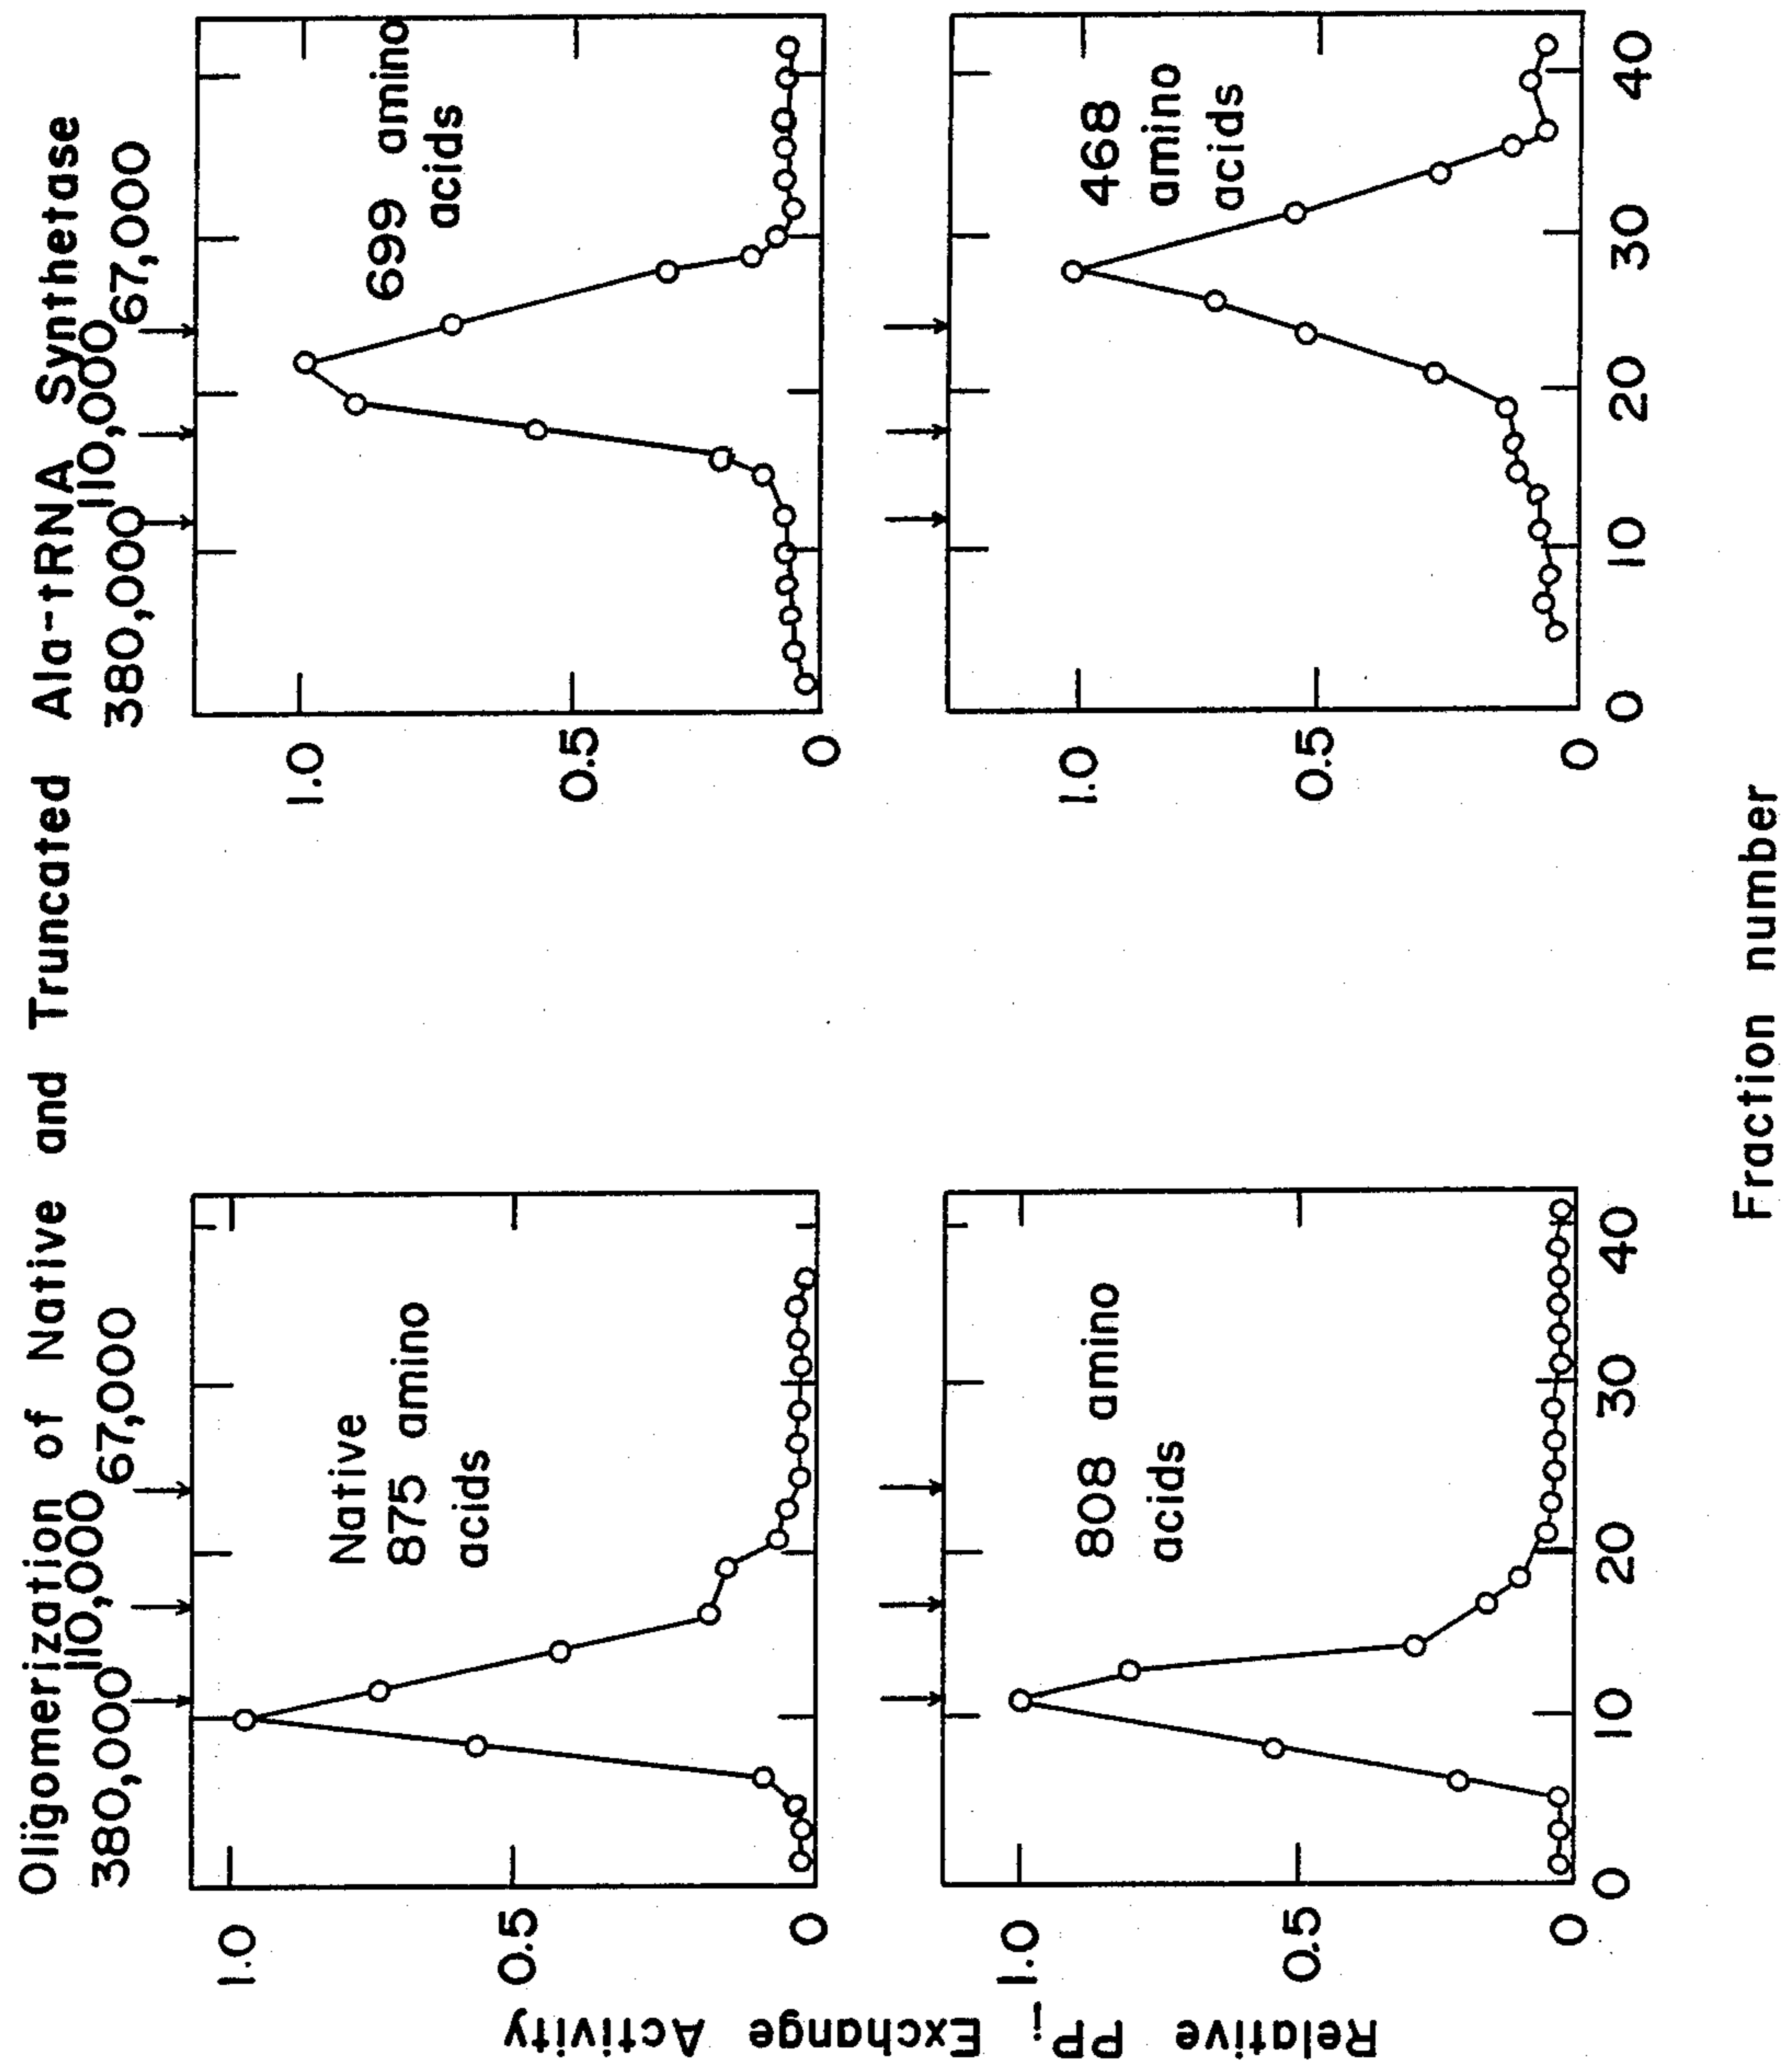 Oligomerization of Native and Truncated Ala-tRNA Synthetase
380,000 110,000 67,000
380,000 110,000 67,000
Relative PPi Exchange Activity
1.0
0.5
0
Native
875 amino
acids
1.0
0.5
0
699 amino
acids
1.0
0.5
0
808 amino
acids
0 10 20 30 40
1.0
0.5
0
468
amino
acids
0 10 20 30 40
Fraction number